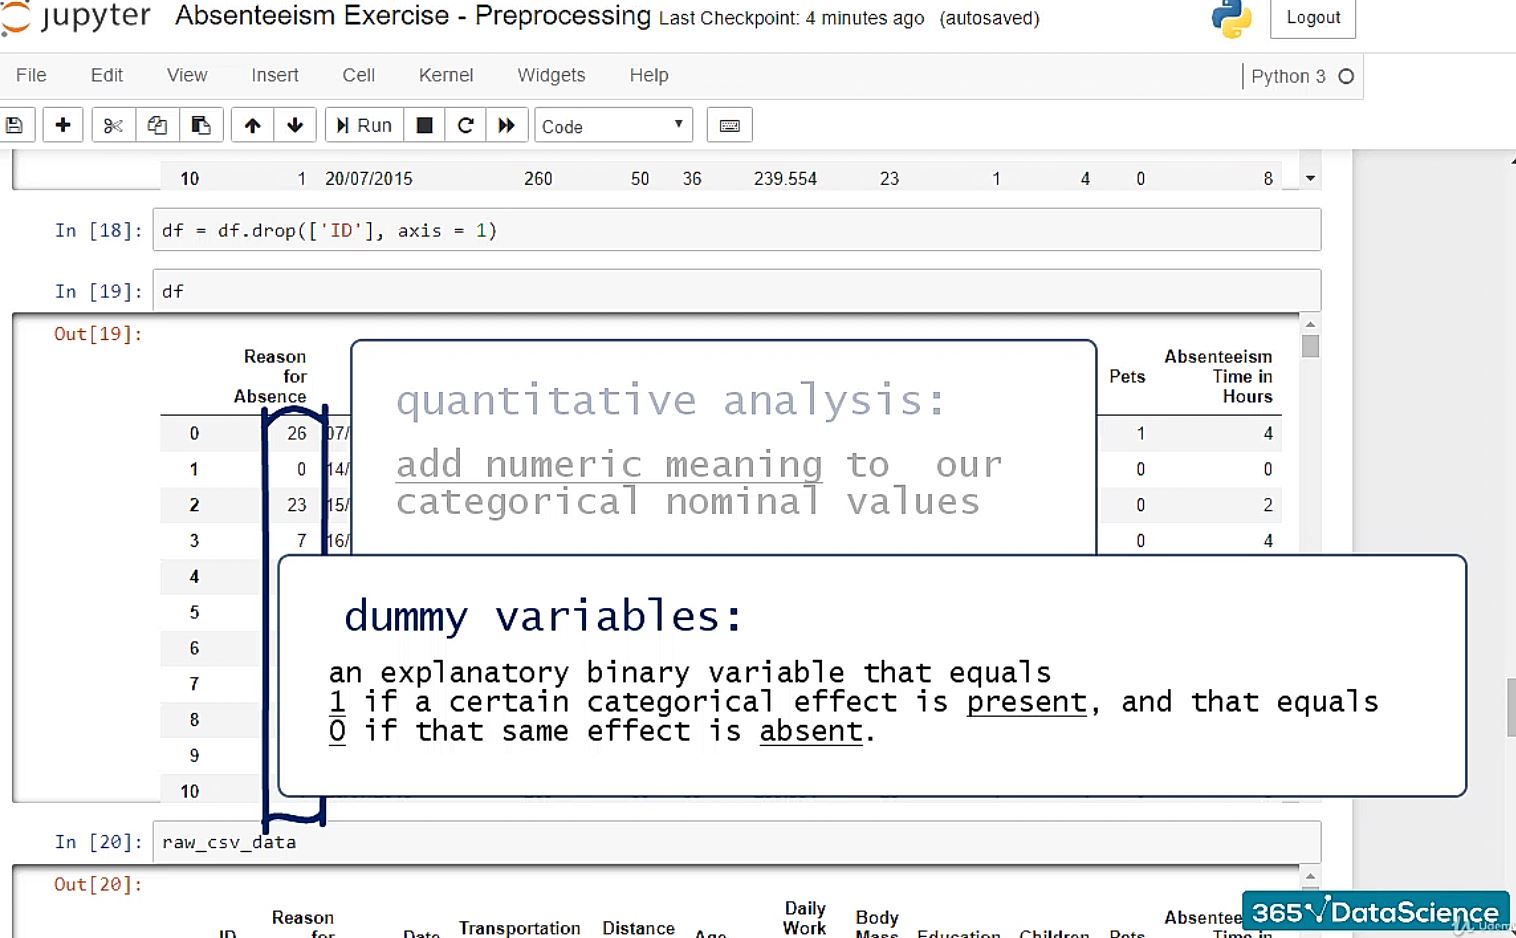 jupyter Absenteeism Exercise - Preprocessing Last Checkpoint: 4 minutes ago (autosaved) Logout
File Edit View Insert Cell Kernel Widgets Help Python 3
Run Code
10 1 20/07/2015 260 50 36 239.554 23 1 4 0 8
In [18]: df = df.drop(['ID'], axis = 1)
In [19]: df
Out[19]:
Reason for Absence Pets Absenteeism Time in Hours
0 26 07/ 1 4
1 0 14/ 0 0
2 23 15/ 0 2
3 7 16/ 0 4
4
5
6
7
8
9
10
quantitative analysis:
add numeric meaning to our
categorical nominal values
dummy variables:
an explanatory binary variable that equals
1 if a certain categorical effect is present, and that equals
0 if that same effect is absent.
In [20]: raw_csv_data
Out[20]:
ID Reason for Date Transportation Distance Age Daily Work Body Mass Education Children Pets Absentee Time in
365√DataScience
Udemy